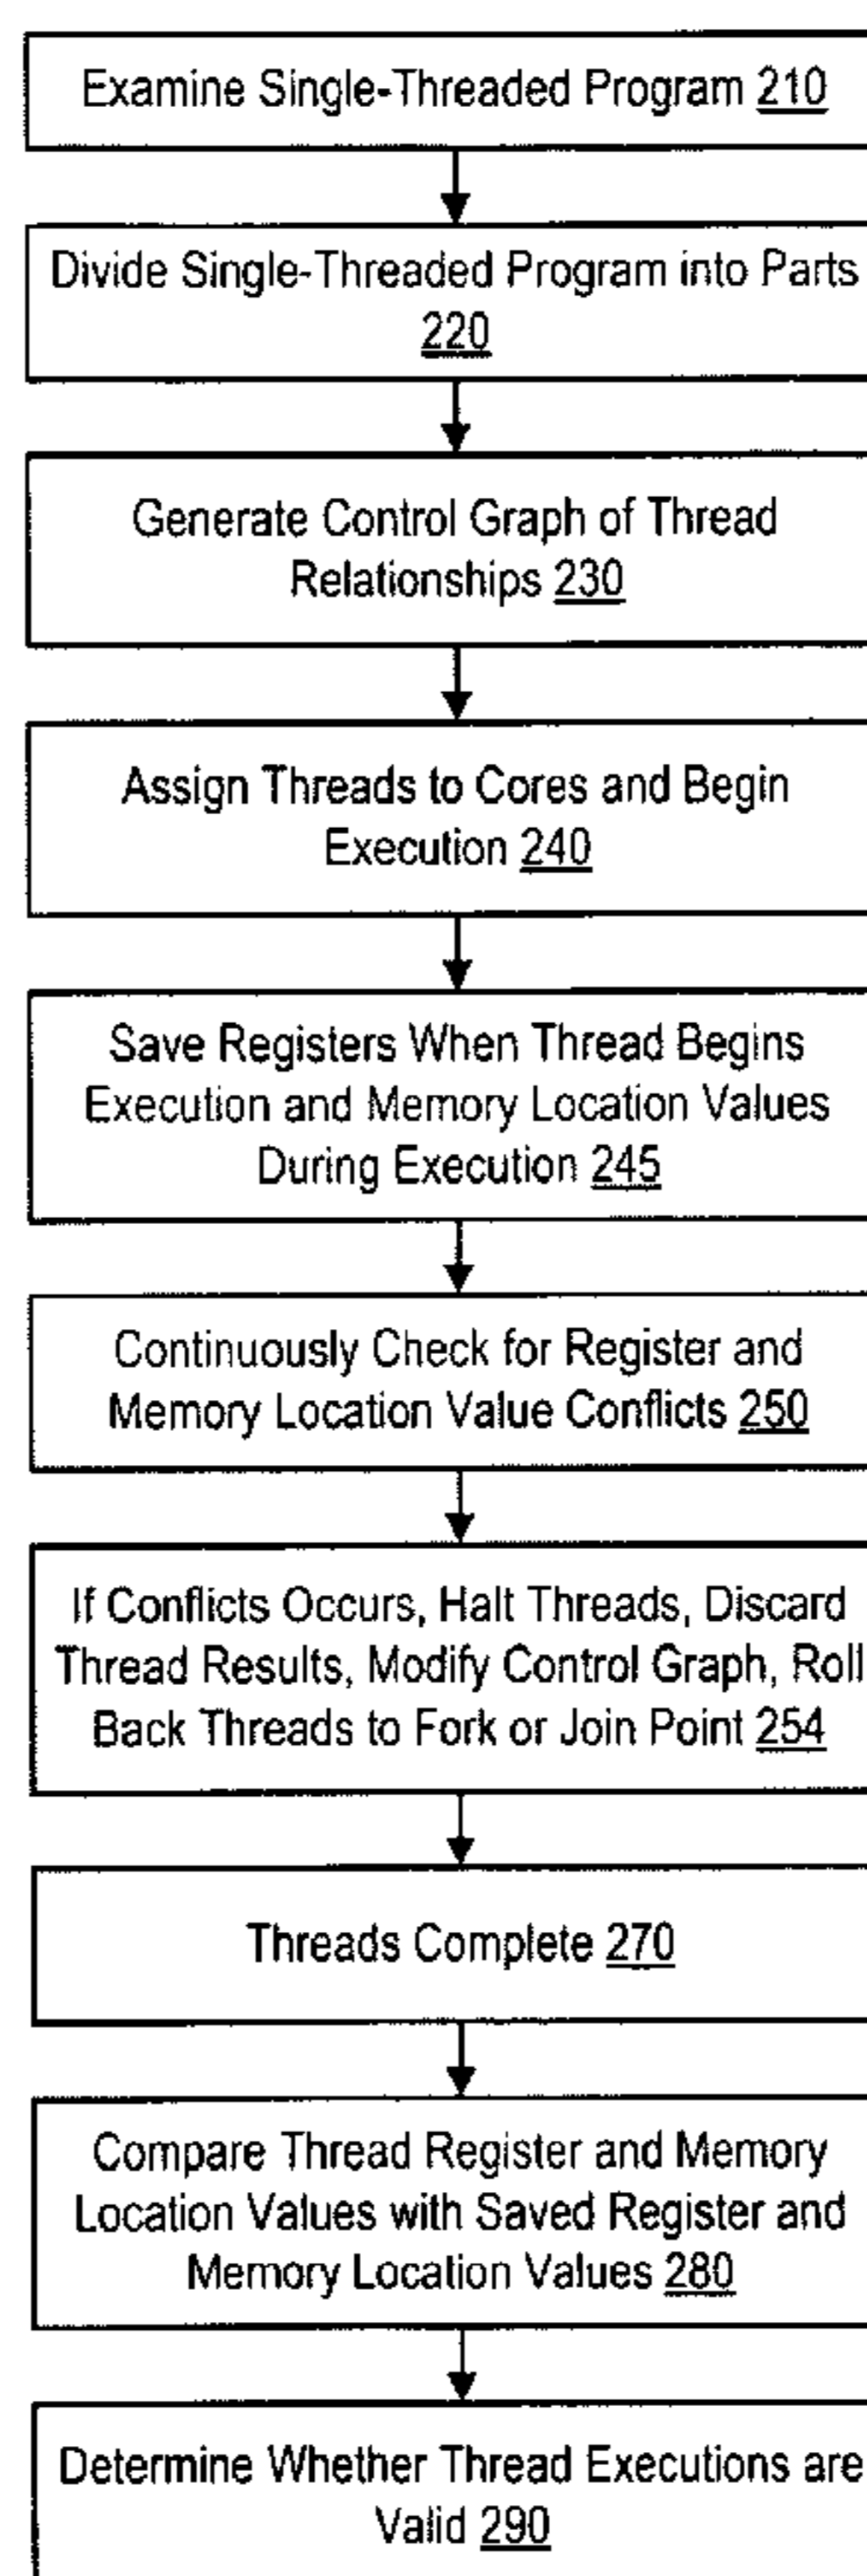 Examine Single-Threaded Program 210
Divide Single-Threaded Program into Parts
220
Generate Control Graph of Thread
Relationships 230
Assign Threads to Cores and Begin
Execution 240
Save Registers When Thread Begins
Execution and Memory Location Values
During Execution 245
Continuously Check for Register and
Memory Location Value Conflicts 250
If Conflicts Occurs, Halt Threads, Discard
Thread Results, Modify Control Graph, Roll
Back Threads to Fork or Join Point 254
Threads Complete 270
Compare Thread Register and Memory
Location Values with Saved Register and
Memory Location Values 280
Determine Whether Thread Executions are
Valid 290